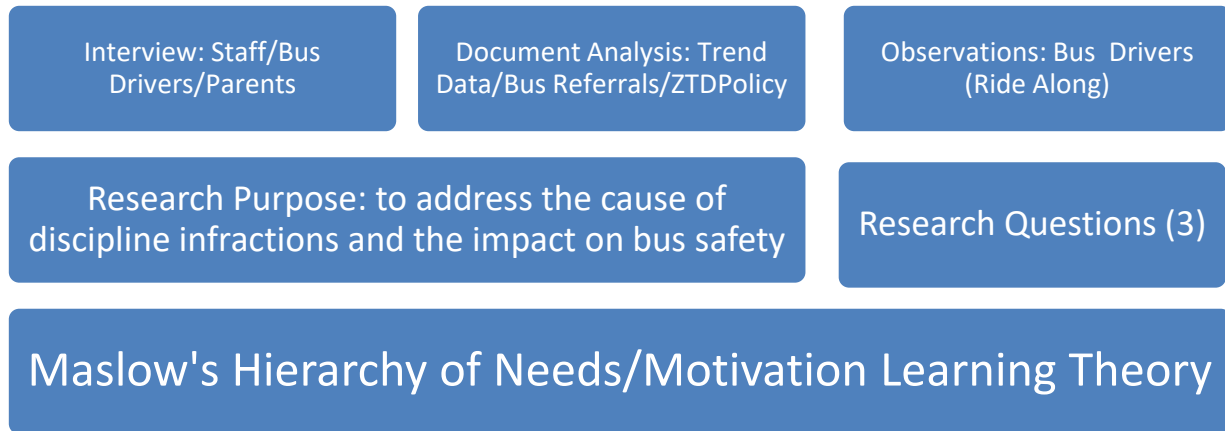 Interview: Staff/Bus
Drivers/Parents
Document Analysis: Trend
Data/Bus Referrals/ZTDPolicy
Observations: Bus  Drivers
(Ride Along)
Research Purpose: to address the cause of
discipline infractions and the impact on bus safety
Research Questions (3)
Maslow's Hierarchy of Needs/Motivation Learning Theory